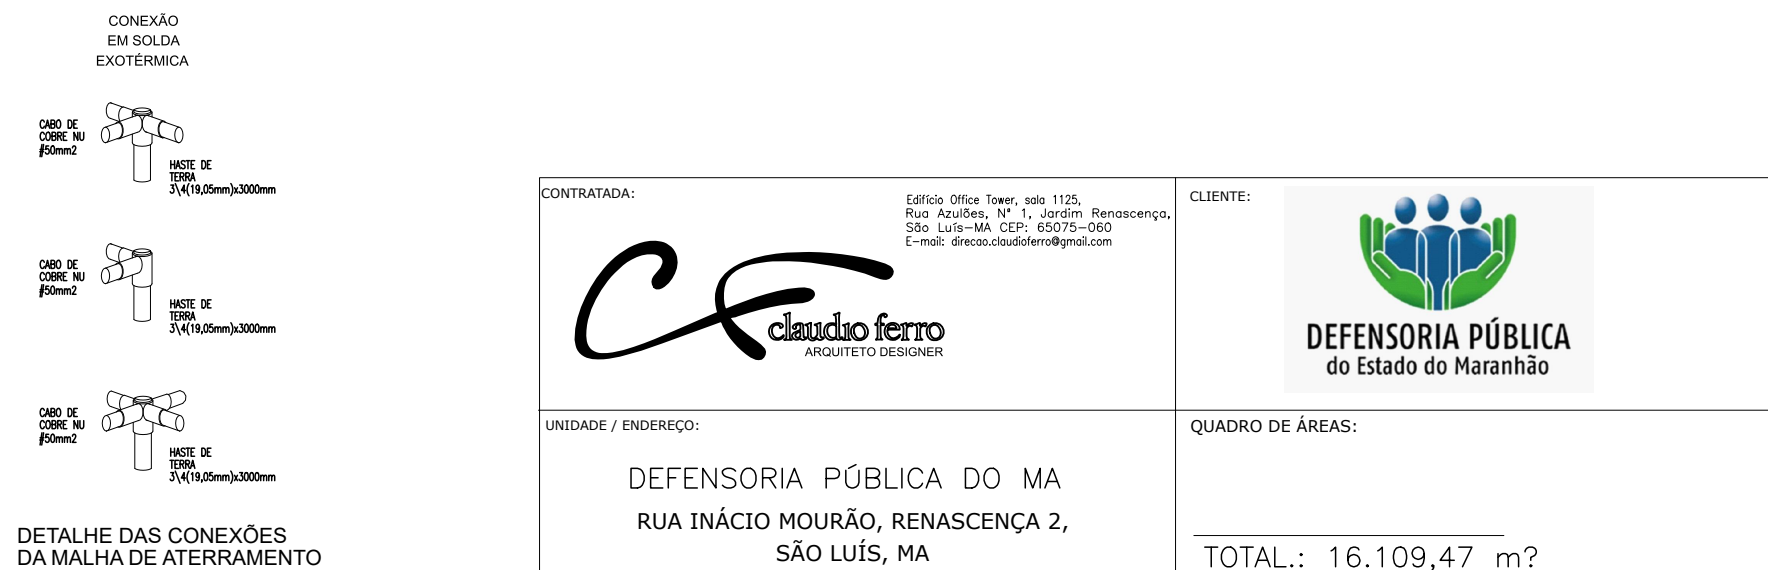 CONEXÃO
EM SOLDA
EXOTÉRMICA
CABO DE
COBRE NU
#50mm2
HASTE DE
TERRA
3\4(19,05mm)x3000mm
CABO DE
COBRE NU
#50mm2
HASTE DE
TERRA
3\4(19,05mm)x3000mm
CABO DE
COBRE NU
#50mm2
HASTE DE
TERRA
3\4(19,05mm)x3000mm
DETALHE DAS CONEXÕES
DA MALHA DE ATERRAMENTO
CONTRATADA:
Edifício Office Tower, sala 1125,
Rua Azulões, N° 1, Jardim Renascença,
São Luís-MA CEP: 65075-060
E-mail: direcao.claudioferro@gmail.com
CF
claudio ferro
ARQUITETO DESIGNER
CLIENTE:
DEFENSORIA PÚBLICA
do Estado do Maranhão
UNIDADE / ENDEREÇO:
DEFENSORIA PÚBLICA DO MA
RUA INÁCIO MOURÃO, RENASCENÇA 2,
SÃO LUÍS, MA
QUADRO DE ÁREAS:
TOTAL.: 16.109,47 m?